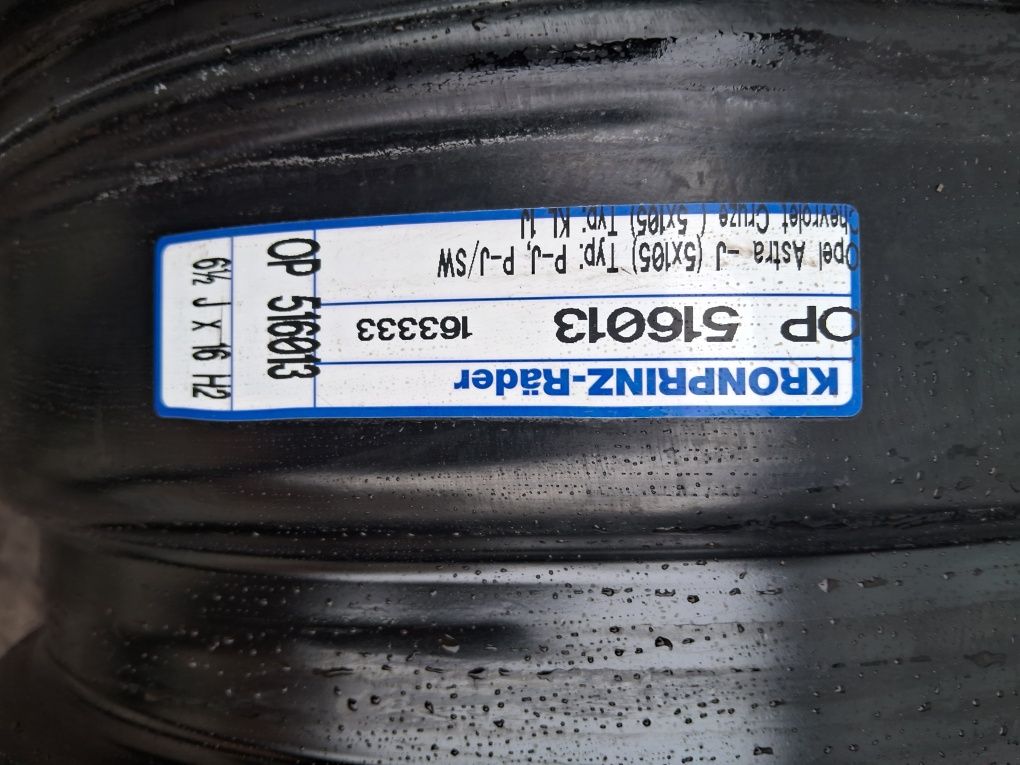 KRONPRINZ-Räder
OP 516013 163333
Opel Astra -J (5x105) Typ: P-J, P-J/SW
Chevrolet Cruze ( 5x105) Typ: KL 1J
OP 516013
6½ J X 16 H2